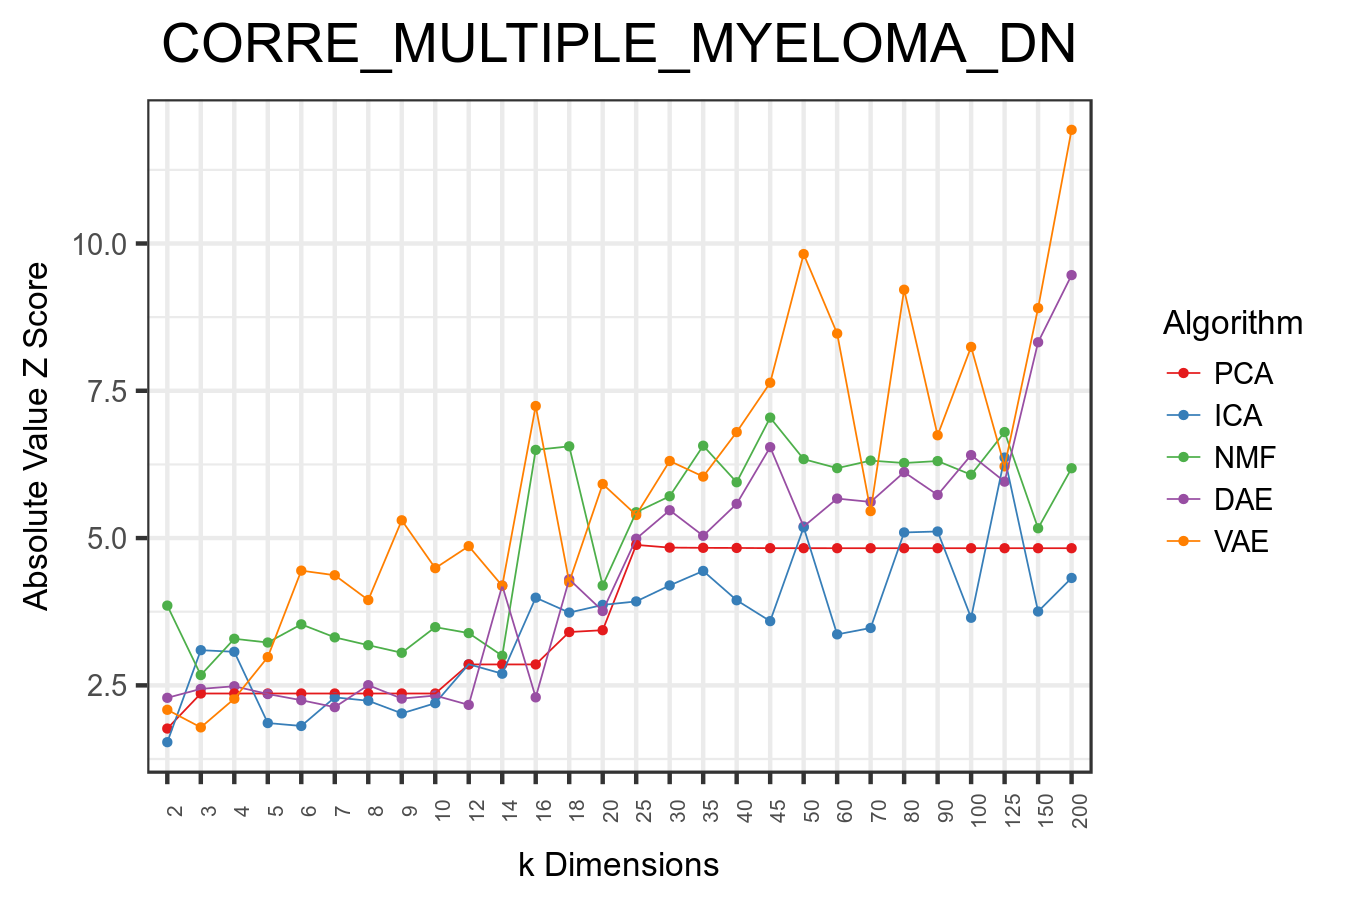 CORRE_MULTIPLE_MYELOMA_DN
Absolute Value Z Score
10.0
7.5
5.0
2.5
2 3 4 5 6 7 8 9 10 12 14 16 18 20 25 30 35 40 45 50 60 70 80 90 100 125 150 200
k Dimensions
Algorithm
PCA
ICA
NMF
DAE
VAE